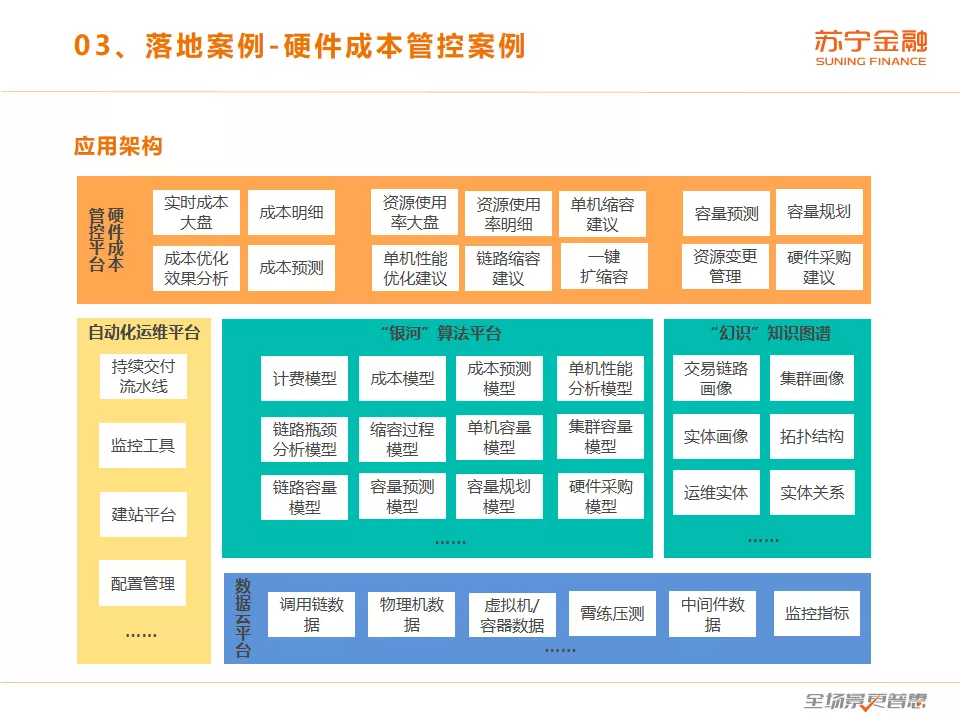 03、落地案例-硬件成本管控案例
苏宁金融
SUNING FINANCE
应用架构
硬件成本
管控平台
实时成本
大盘
成本明细
资源使用
率大盘
资源使用
率明细
单机缩容
建议
容量预测
容量规划
成本优化
效果分析
成本预测
单机性能
优化建议
链路缩容
建议
一键
扩缩容
资源变更
管理
硬件采购
建议
自动化运维平台
持续交付
流水线
监控工具
建站平台
配置管理
……
“银河”算法平台
计费模型
成本模型
成本预测
模型
单机性能
分析模型
链路瓶颈
分析模型
缩容过程
模型
单机容量
模型
集群容量
模型
链路容量
模型
容量预测
模型
容量规划
模型
硬件采购
模型
……
“幻识”知识图谱
交易链路
画像
集群画像
实体画像
拓扑结构
运维实体
实体关系
……
数据云平台
调用链数
据
物理机数
据
虚拟机/
容器数据
霄练压测
中间件数
据
监控指标
……
全场景更普惠